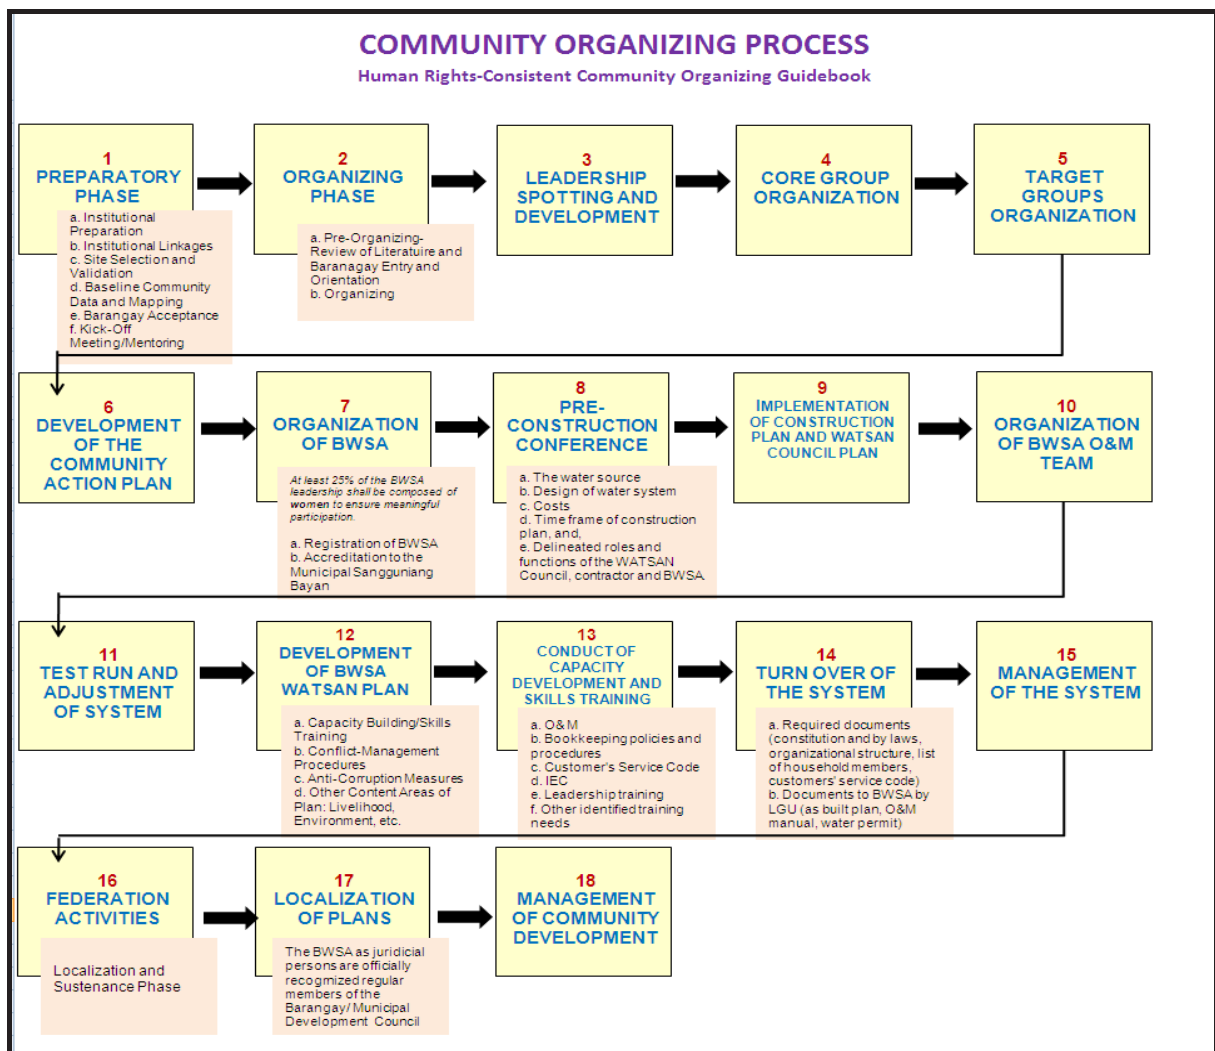 COMMUNITY ORGANIZING PROCESS
Human Rights-Consistent Community Organizing Guidebook
1
PREPARATORY
PHASE
a. Institutional
Preparation
b. Institutional Linkages
c. Site Selection and
Validation
d. Baseline Community
Data and Mapping
e. Barangay Acceptance
f. Kick-Off
Meeting/Mentoring
2
ORGANIZING
PHASE
a. Pre-Organizing-
Review of Literatuire and
Baranagay Entry and
Orientation
b. Organizing
3
LEADERSHIP
SPOTTING AND
DEVELOPMENT
4
CORE GROUP
ORGANIZATION
5
TARGET
GROUPS
ORGANIZATION
6
DEVELOPMENT
OF THE
COMMUNITY
ACTION PLAN
7
ORGANIZATION
OF BWSA
At least 25% of the BWSA
leadership shall be composed of
women to ensure meaningful
participation.
a. Registration of BWSA
b. Accreditation to the
Municipal Sangguniang
Bayan
8
PRE-
CONSTRUCTION
CONFERENCE
a. The water source
b. Design of water system
c. Costs
d. Time frame of construction
plan, and,
e. Delineated roles and
functions of the WATSAN
Council, contractor and BWSA
9
IMPLEMENTATION
OF CONSTRUCTION
PLAN AND WATSAN
COUNCIL PLAN
10
ORGANIZATION
OF BWSA O&M
TEAM
11
TEST RUN AND
ADJUSTMENT
OF SYSTEM
12
DEVELOPMENT
OF BWSA
WATSAN PLAN
a. Capacity Building/Skills
Training
b. Conflict-Management
Procedures
c. Anti-Corruption Measures
d. Other Content Areas of
Plan: Livelihood,
Environment, etc.
13
CONDUCT OF
CAPACITY
DEVELOPMENT AND
SKILLS TRAINING
a. O&M
b. Bookkeeping policies and
procedures
c. Customer's Service Code
d. IEC
e. Leadership training
f. Other identified training
needs
14
TURN OVER OF
THE SYSTEM
a. Required documents
(constitution and by laws,
organizational structure, list
of household members,
customers' service code)
b. Documents to BWSA by
LGU (as built plan, O&M
manual, water permit)
15
MANAGEMENT
OF THE SYSTEM
16
FEDERATION
ACTIVITIES
Localization and
Sustenance Phase
17
LOCALIZATION
OF PLANS
The BWSA as juridicial
persons are officially
recognized regular
members of the
Barangay/ Municipal
Development Council
18
MANAGEMENT
OF COMMUNITY
DEVELOPMENT